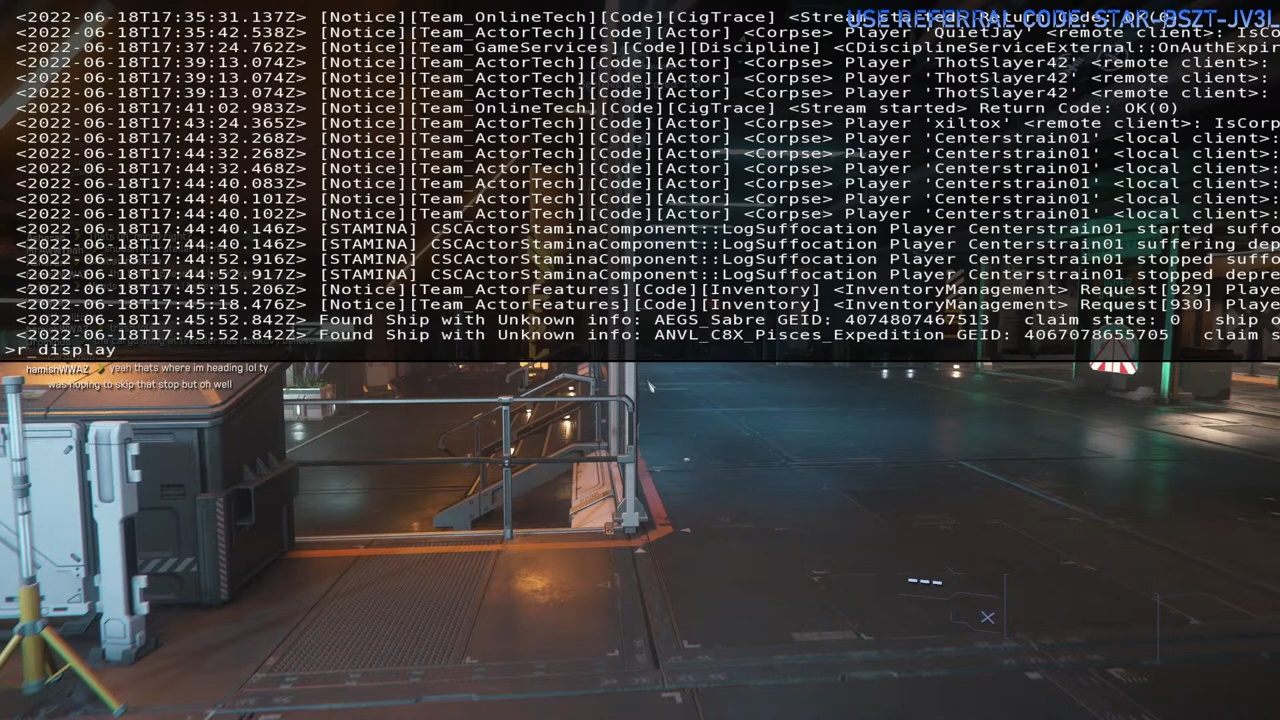 USE REFERRAL CODE: STAR-BSZT-JV3L
<2022-06-18T17:35:31.137Z> [Notice][Team_OnlineTech][Code][CigTrace] <Stream started> Return Code: OK(0)
<2022-06-18T17:35:42.538Z> [Notice][Team_ActorTech][Code][Actor] <Corpse> Player 'QuietJay' <remote client>: IsCo
<2022-06-18T17:37:24.762Z> [Notice][Team_GameServices][Code][Discipline] <CDisciplineServiceExternal::OnAuthExpir
<2022-06-18T17:39:13.074Z> [Notice][Team_ActorTech][Code][Actor] <Corpse> Player 'ThotSlayer42' <remote client>:
<2022-06-18T17:39:13.074Z> [Notice][Team_ActorTech][Code][Actor] <Corpse> Player 'ThotSlayer42' <remote client>:
<2022-06-18T17:39:13.074Z> [Notice][Team_ActorTech][Code][Actor] <Corpse> Player 'ThotSlayer42' <remote client>:
<2022-06-18T17:41:02.983Z> [Notice][Team_OnlineTech][Code][CigTrace] <Stream started> Return Code: OK(0)
<2022-06-18T17:43:24.365Z> [Notice][Team_ActorTech][Code][Actor] <Corpse> Player 'xiltox' <remote client>: IsCorp
<2022-06-18T17:44:32.268Z> [Notice][Team_ActorTech][Code][Actor] <Corpse> Player 'Centerstrain01' <local client>:
<2022-06-18T17:44:32.268Z> [Notice][Team_ActorTech][Code][Actor] <Corpse> Player 'Centerstrain01' <local client>:
<2022-06-18T17:44:32.468Z> [Notice][Team_ActorTech][Code][Actor] <Corpse> Player 'Centerstrain01' <local client>:
<2022-06-18T17:44:40.083Z> [Notice][Team_ActorTech][Code][Actor] <Corpse> Player 'Centerstrain01' <local client>:
<2022-06-18T17:44:40.101Z> [Notice][Team_ActorTech][Code][Actor] <Corpse> Player 'Centerstrain01' <local client>:
<2022-06-18T17:44:40.102Z> [Notice][Team_ActorTech][Code][Actor] <Corpse> Player 'Centerstrain01' <local client>:
<2022-06-18T17:44:40.146Z> [STAMINA] CSCActorStaminaComponent::LogSuffocation Player Centerstrain01 started suffo
<2022-06-18T17:44:40.146Z> [STAMINA] CSCActorStaminaComponent::LogSuffocation Player Centerstrain01 suffering dep
<2022-06-18T17:44:52.916Z> [STAMINA] CSCActorStaminaComponent::LogSuffocation Player Centerstrain01 stopped suffo
<2022-06-18T17:44:52.917Z> [STAMINA] CSCActorStaminaComponent::LogSuffocation Player Centerstrain01 stopped depre
<2022-06-18T17:45:15.206Z> [Notice][Team_ActorFeatures][Code][Inventory] <InventoryManagement> Request[929] Playe
<2022-06-18T17:45:18.476Z> [Notice][Team_ActorFeatures][Code][Inventory] <InventoryManagement> Request[930] Playe
<2022-06-18T17:45:52.842Z> Found Ship with Unknown info: AEGS_Sabre GEID: 4074807467513 claim state: 0 ship o
<2022-06-18T17:45:52.842Z> Found Ship with Unknown info: ANVL_C8X_Pisces_Expedition GEID: 4067078655705 claim s
>r_display
hamishWWAZ yeah thats where im heading lol ty
was hoping to skip that stop but oh well